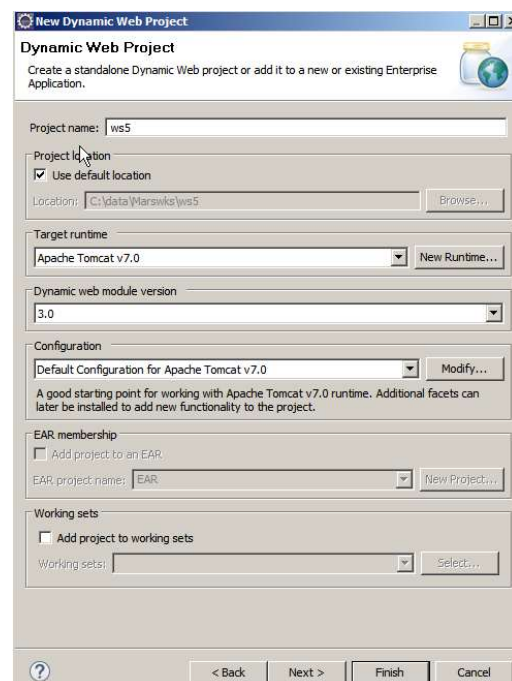 New Dynamic Web Project
Dynamic Web Project
Create a standalone Dynamic Web project or add it to a new or existing Enterprise
Application.
Project name: ws5
Project location
Use default location
Location: C:\data\Marswks\ws5 Browse...
Target runtime
Apache Tomcat v7.0 New Runtime...
Dynamic web module version
3.0
Configuration
Default Configuration for Apache Tomcat v7.0 Modify...
A good starting point for working with Apache Tomcat v7.0 runtime. Additional facets can
later be installed to add new functionality to the project.
EAR membership
Add project to an EAR
EAR project name: EAR New Project...
Working sets
Add project to working sets
Working sets: Select...
? < Back Next > Finish Cancel